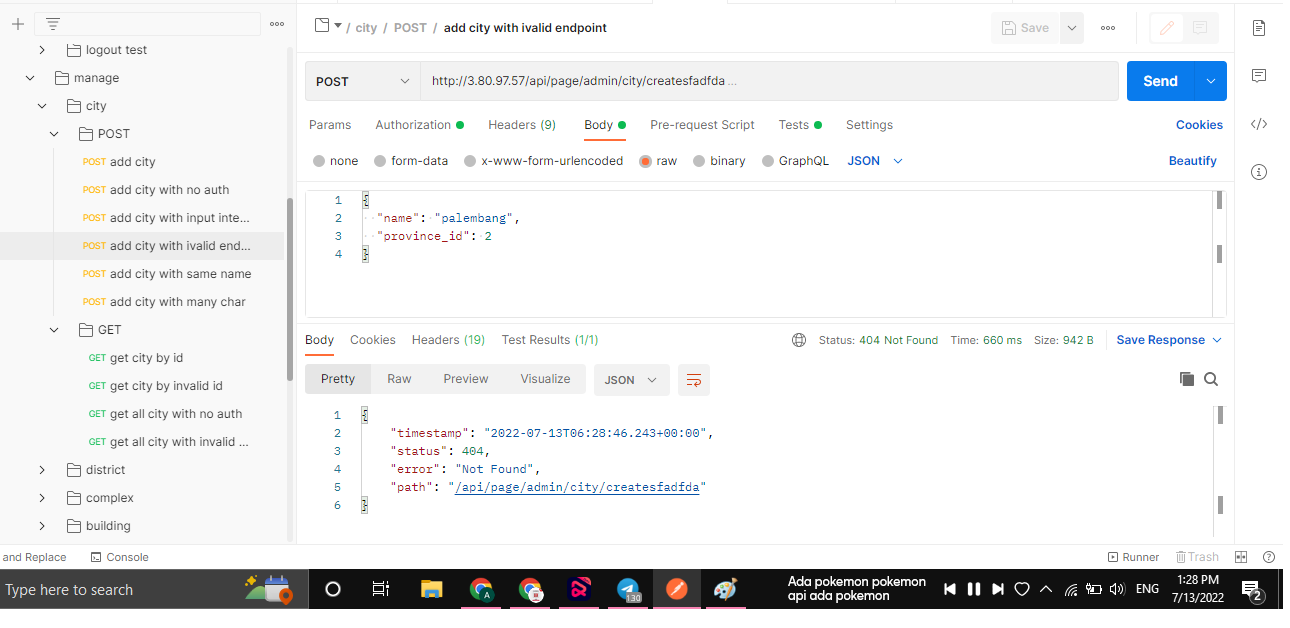 logout test
manage
city
POST
POST add city
POST add city with no auth
POST add city with input inte...
POST add city with ivalid end...
POST add city with same name
POST add city with many char
GET
GET get city by id
GET get city by invalid id
GET get all city with no auth
GET get all city with invalid ...
district
complex
building
/ city / POST / add city with ivalid endpoint
Save
POST
http://3.80.97.57/api/page/admin/city/createsfadfda...
Send
Params Authorization Headers (9) Body Pre-request Script Tests Settings Cookies
none form-data x-www-form-urlencoded raw binary GraphQL JSON Beautify
1 {
2 "name": "palembang",
3 "province_id": 2
4 }
Body Cookies Headers (19) Test Results (1/1) Status: 404 Not Found Time: 660 ms Size: 942 B Save Response
Pretty Raw Preview Visualize JSON
1 {
2 "timestamp": "2022-07-13T06:28:46.243+00:00",
3 "status": 404,
4 "error": "Not Found",
5 "path": "/api/page/admin/city/createsfadfda"
6 }
and Replace Console Runner Trash
Type here to search
A
130
Ada pokemon pokemon
api ada pokemon
ENG
1:28 PM
7/13/2022
2